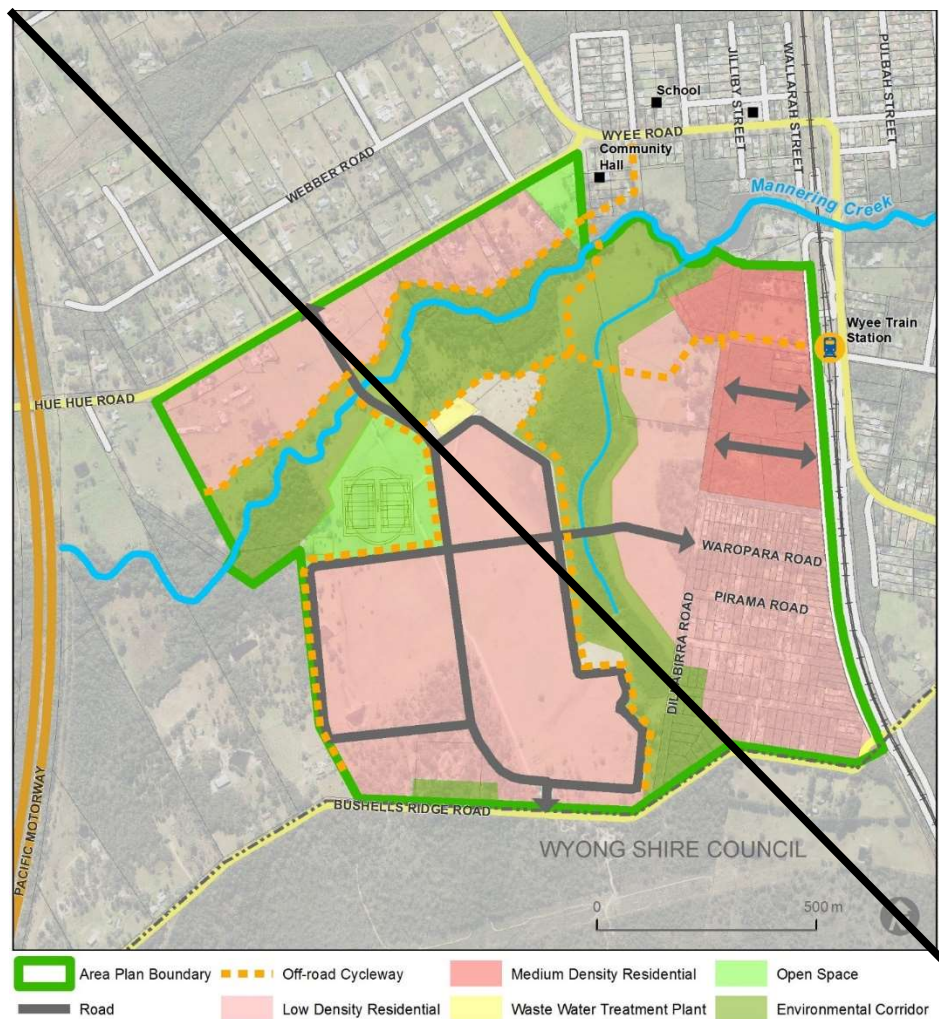 School
JILLIBY STREET
WALLARAH STREET
PULBAH STREET
WYEE ROAD
Community
Hall
WEBBER ROAD
Mannering Creek
Wyee Train
Station
HUE HUE ROAD
WAROPARA ROAD
PIRAMA ROAD
ROAD
BUSHELLS RIDGE ROAD
PACIFIC MOTORWAY
WYONG SHIRE COUNCIL
0 500 m
Area Plan Boundary Off-road Cycleway Medium Density Residential Open Space
Road Low Density Residential Waste Water Treatment Plant Environmental Corridor